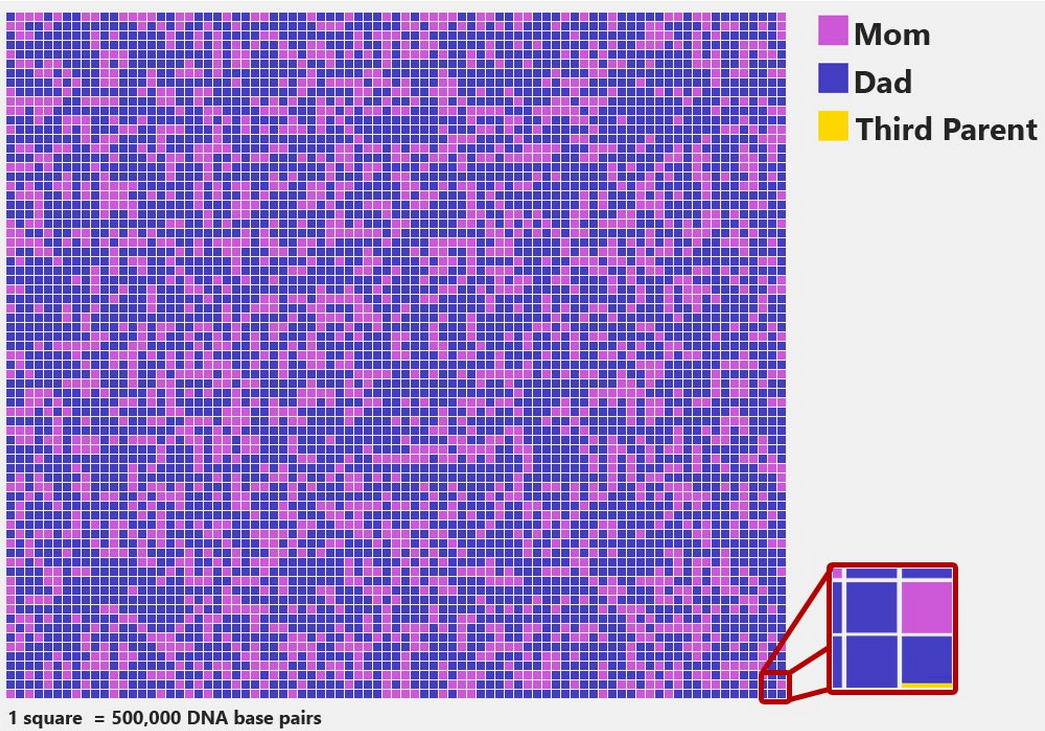 Mom
Dad
Third Parent
1 square = 500,000 DNA base pairs